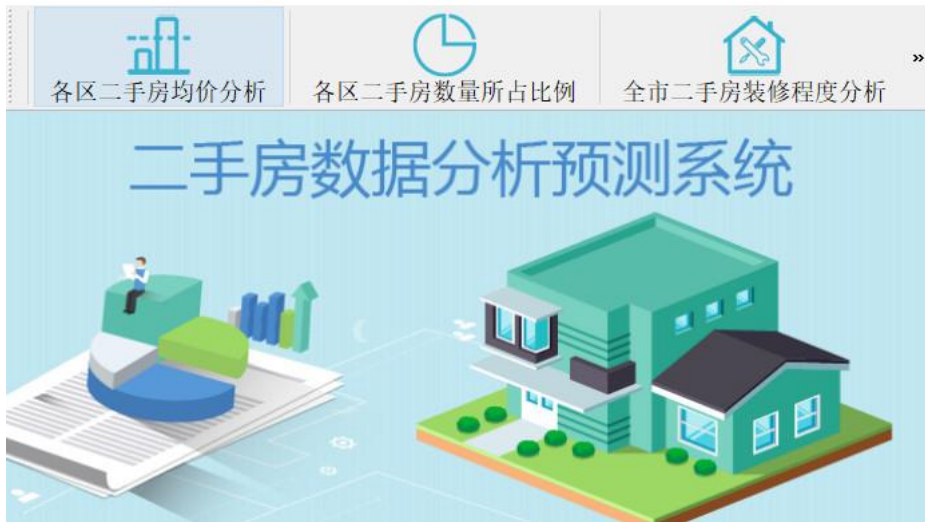 各区二手房均价分析
各区二手房数量所占比例
全市二手房装修程度分析
»
二手房数据分析预测系统